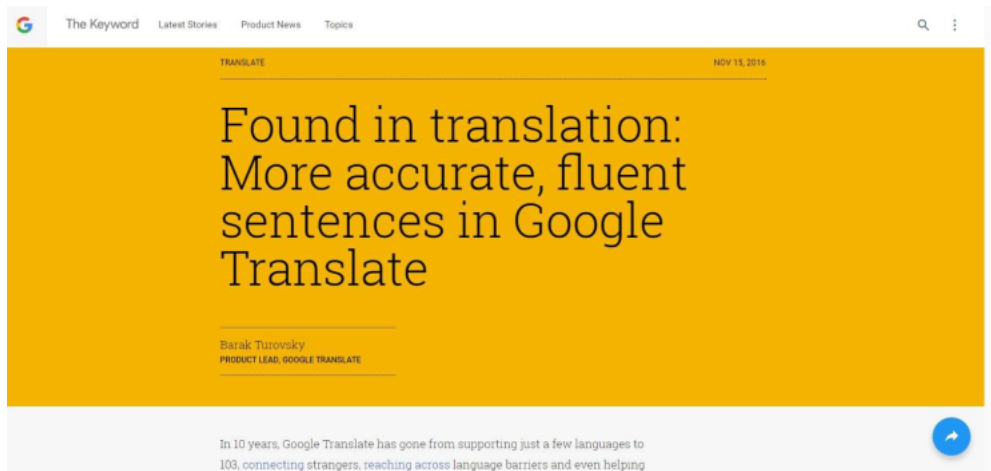 The Keyword Latest Stories Product News Topics
TRANSLATE NOV 15, 2016
Found in translation:
More accurate, fluent
sentences in Google
Translate
Barak Turovsky
PRODUCT LEAD, GOOGLE TRANSLATE
In 10 years, Google Translate has gone from supporting just a few languages to
103, connecting strangers, reaching across language barriers and even helping